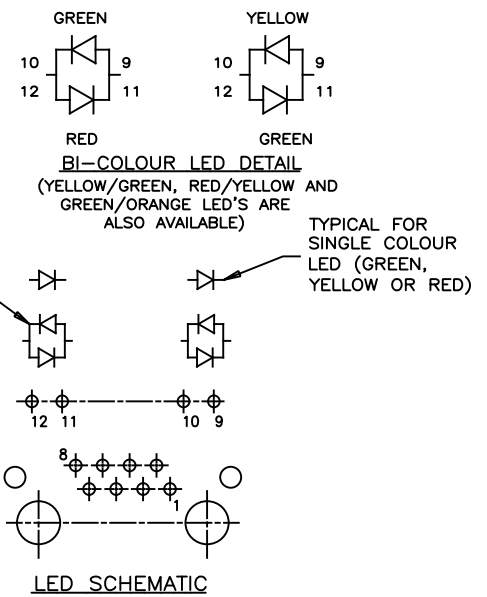 GREEN
YELLOW
10 9
12 11
10 9
12 11
RED
GREEN
BI-COLOUR LED DETAIL
(YELLOW/GREEN, RED/YELLOW AND
GREEN/ORANGE LED'S ARE
ALSO AVAILABLE)
TYPICAL FOR
SINGLE COLOUR
LED (GREEN,
YELLOW OR RED)
12 11 10 9
8
1
LED SCHEMATIC